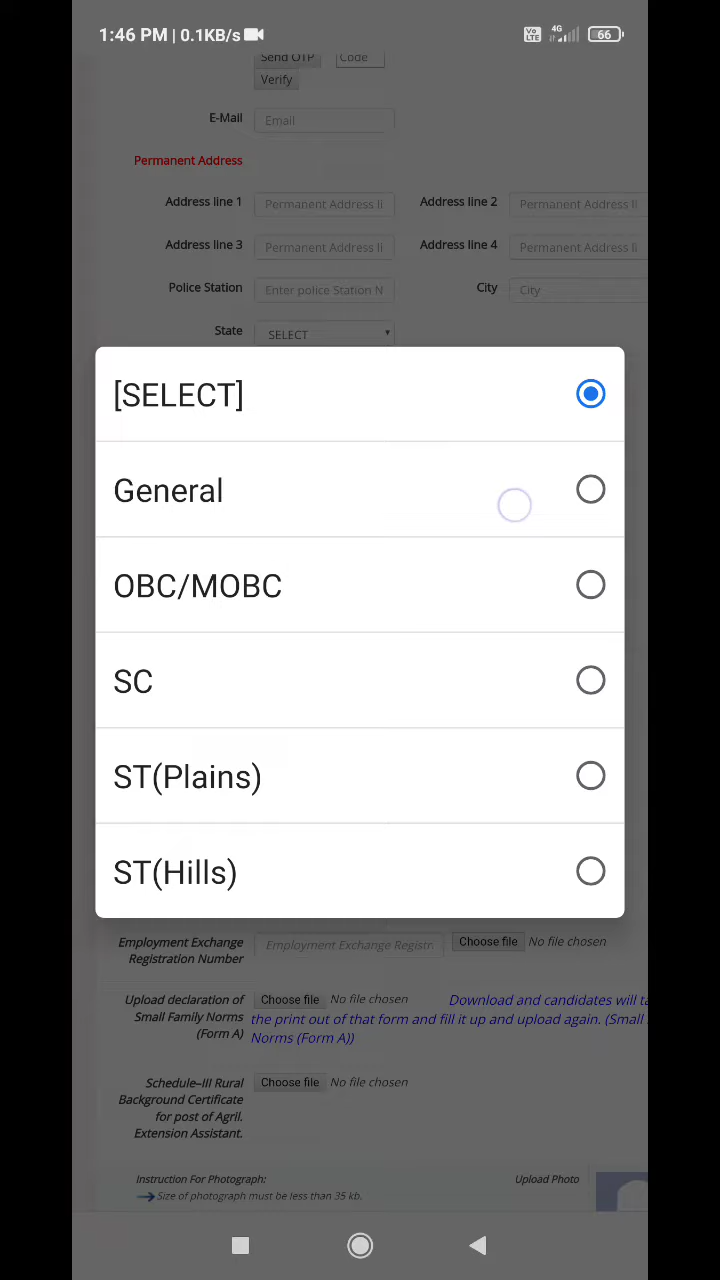 1:46 PM | 0.1KB/s
Vo LTE 4G 66
Send OTP Code
Verify
E-Mail Email
Permanent Address
Address line 1 Permanent Address li Address line 2 Permanent Address li
Address line 3 Permanent Address li Address line 4 Permanent Address li
Police Station Enter police Station N City City
State SELECT
[SELECT]
General
OBC/MOBC
SC
ST(Plains)
ST(Hills)
Employment Exchange Registration Number Employment Exchange Registr Choose file No file chosen
Upload declaration of Choose file No file chosen Download and candidates will ta
Small Family Norms the print out of that form and fill it up and upload again. (Small
(Form A) Norms (Form A))
Schedule–III Rural Choose file No file chosen
Background Certificate
for post of Agril.
Extension Assistant.
Instruction For Photograph: Upload Photo
Size of photograph must be less than 35 kb.